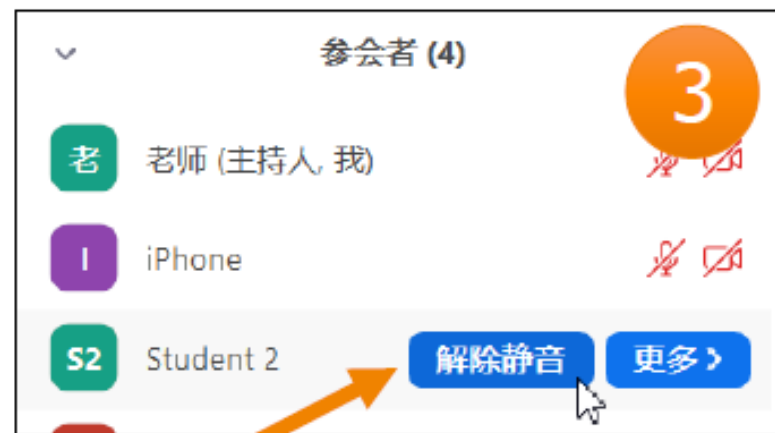 参会者 (4)
3
老 老师 (主持人, 我)
I iPhone
S2 Student 2 解除静音 更多